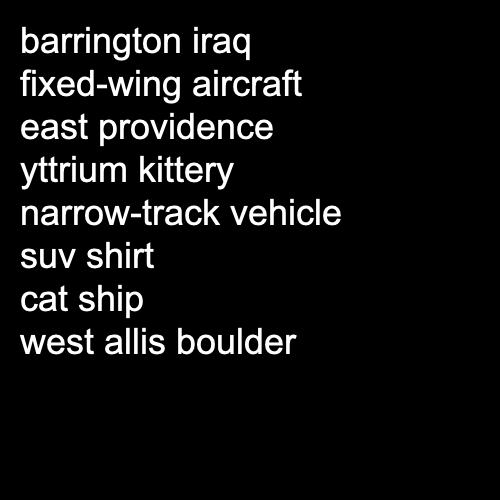 barrington iraq
fixed-wing aircraft
east providence
yttrium kittery
narrow-track vehicle
suv shirt
cat ship
west allis boulder